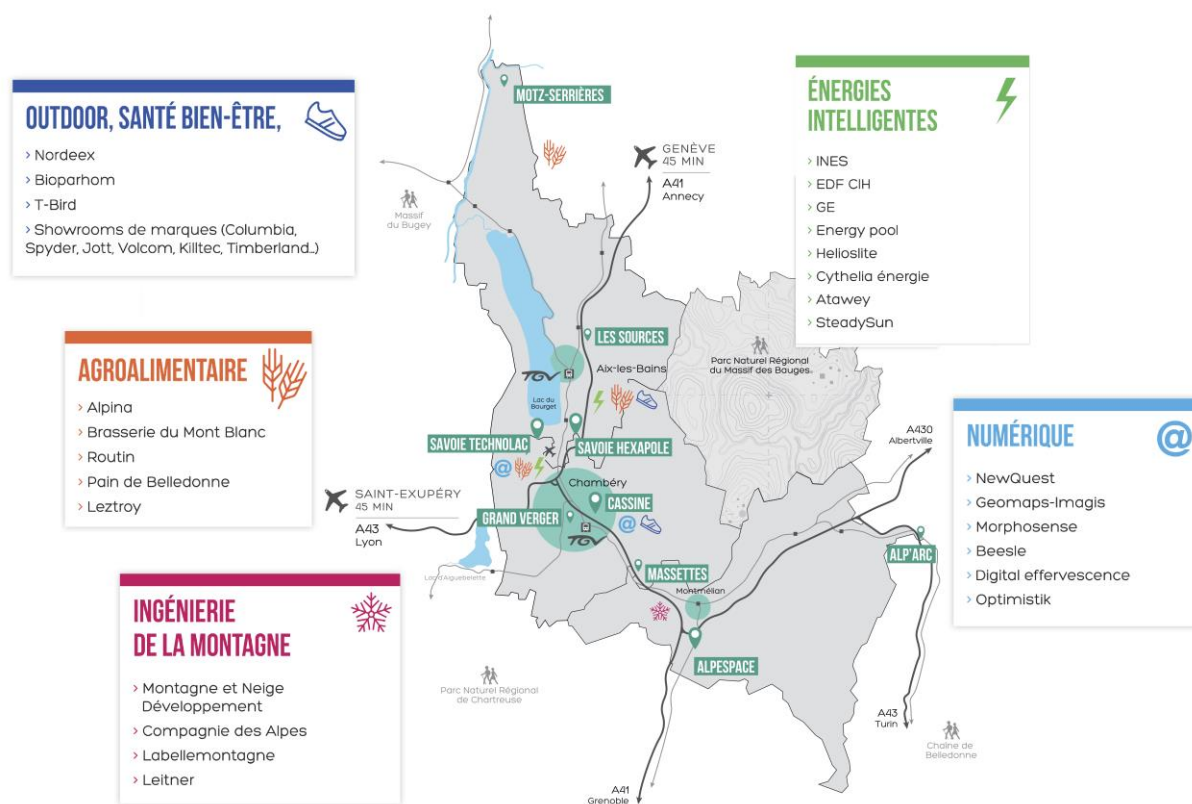 OUTDOOR, SANTÉ BIEN-ÊTRE,
> Nordeex
> Bioparhom
> T-Bird
> Showrooms de marques (Columbia,
Spyder, Jott, Volcom, Killtec, Timberland...)
AGROALIMENTAIRE
> Alpina
> Brasserie du Mont Blanc
> Routin
> Pain de Belledonne
> Leztroy
INGÉNIERIE
DE LA MONTAGNE
> Montagne et Neige
Développement
> Compagnie des Alpes
> Labellemontagne
> Leitner
MOTZ-SERRIÈRES
GENÈVE
45 MIN
A41
Annecy
Massif
du Bugey
LES SOURCES
TGV
Aix-les-Bains
Lac du
Bourget
Parc Naturel Régional
du Massif des Bauges
SAVOIE TECHNOLAC
SAVOIE HEXAPOLE
@
Chambéry
CASSINE
GRAND VERGER
@
TGV
SAINT-EXUPÉRY
45 MIN
A43
Lyon
Lac d'Aiguebelette
MASSETTES
Montmélian
ALPESPACE
ALP'ARC
A430
Albertville
Parc Naturel Régional
de Chartreuse
A43
Turin
Chaîne de
Belledonne
A41
Grenoble
ÉNERGIES
INTELLIGENTES
> INES
> EDF CIH
> GE
> Energy pool
> Helioslite
> Cythelia énergie
> Atawey
> SteadySun
NUMÉRIQUE
@
> NewQuest
> Geomaps-Imagis
> Morphosense
> Beesle
> Digital effervescence
> Optimistik